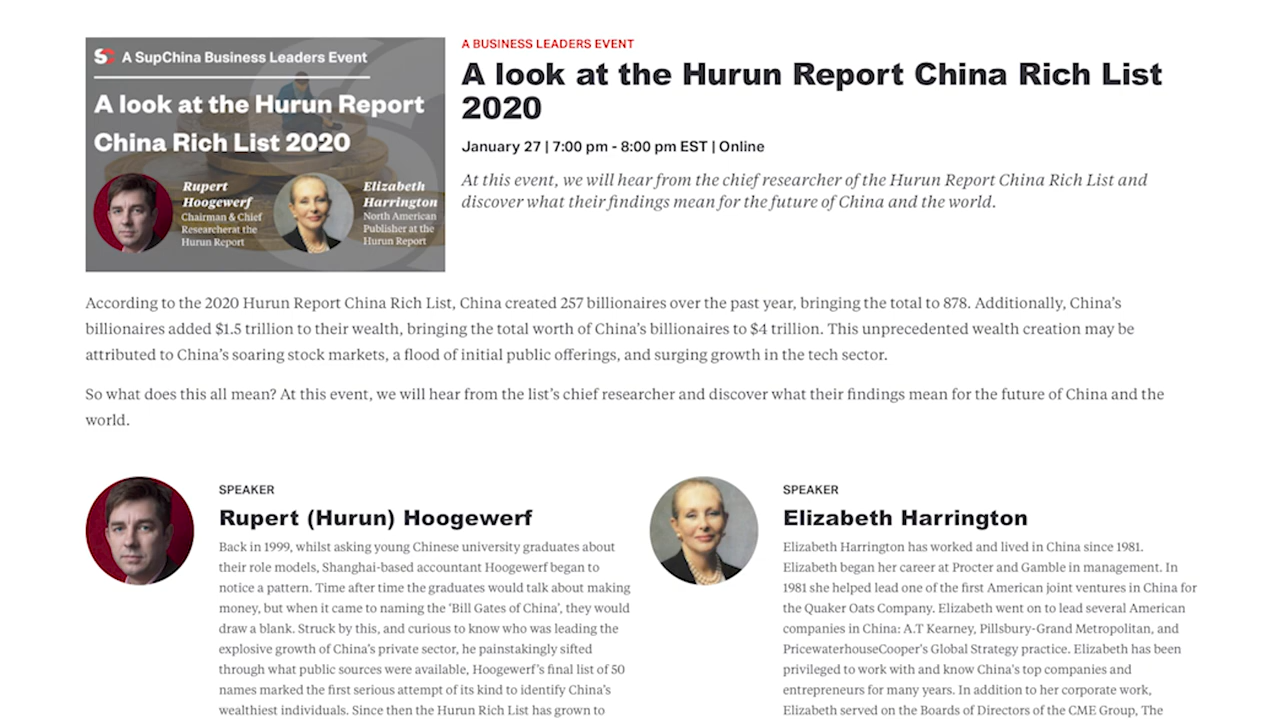 A SupChina Business Leaders Event
A look at the Hurun Report
China Rich List 2020
Rupert
Hoogewerf
Chairman & Chief
Researcherat the
Hurun Report
Elizabeth
Harrington
North American
Publisher at the
Hurun Report
A BUSINESS LEADERS EVENT
A look at the Hurun Report China Rich List
2020
January 27 | 7:00 pm - 8:00 pm EST | Online
At this event, we will hear from the chief researcher of the Hurun Report China Rich List and
discover what their findings mean for the future of China and the world.
According to the 2020 Hurun Report China Rich List, China created 257 billionaires over the past year, bringing the total to 878. Additionally, China’s
billionaires added $1.5 trillion to their wealth, bringing the total worth of China’s billionaires to $4 trillion. This unprecedented wealth creation may be
attributed to China’s soaring stock markets, a flood of initial public offerings, and surging growth in the tech sector.
So what does this all mean? At this event, we will hear from the list’s chief researcher and discover what their findings mean for the future of China and the
world.
SPEAKER
Rupert (Hurun) Hoogewerf
Back in 1999, whilst asking young Chinese university graduates about
their role models, Shanghai-based accountant Hoogewerf began to
notice a pattern. Time after time the graduates would talk about making
money, but when it came to naming the ‘Bill Gates of China’, they would
draw a blank. Struck by this, and curious to know who was leading the
explosive growth of China’s private sector, he painstakingly sifted
through what public sources were available, Hoogewerf’s final list of 50
names marked the first serious attempt of its kind to identify China’s
wealthiest individuals. Since then the Hurun Rich List has grown to
SPEAKER
Elizabeth Harrington
Elizabeth Harrington has worked and lived in China since 1981.
Elizabeth began her career at Procter and Gamble in management. In
1981 she helped lead one of the first American joint ventures in China for
the Quaker Oats Company. Elizabeth went on to lead several American
companies in China: A.T Kearney, Pillsbury-Grand Metropolitan, and
PricewaterhouseCooper’s Global Strategy practice. Elizabeth has been
privileged to work with and know China’s top companies and
entrepreneurs for many years. In addition to her corporate work,
Elizabeth served on the Boards of Directors of the CME Group, The